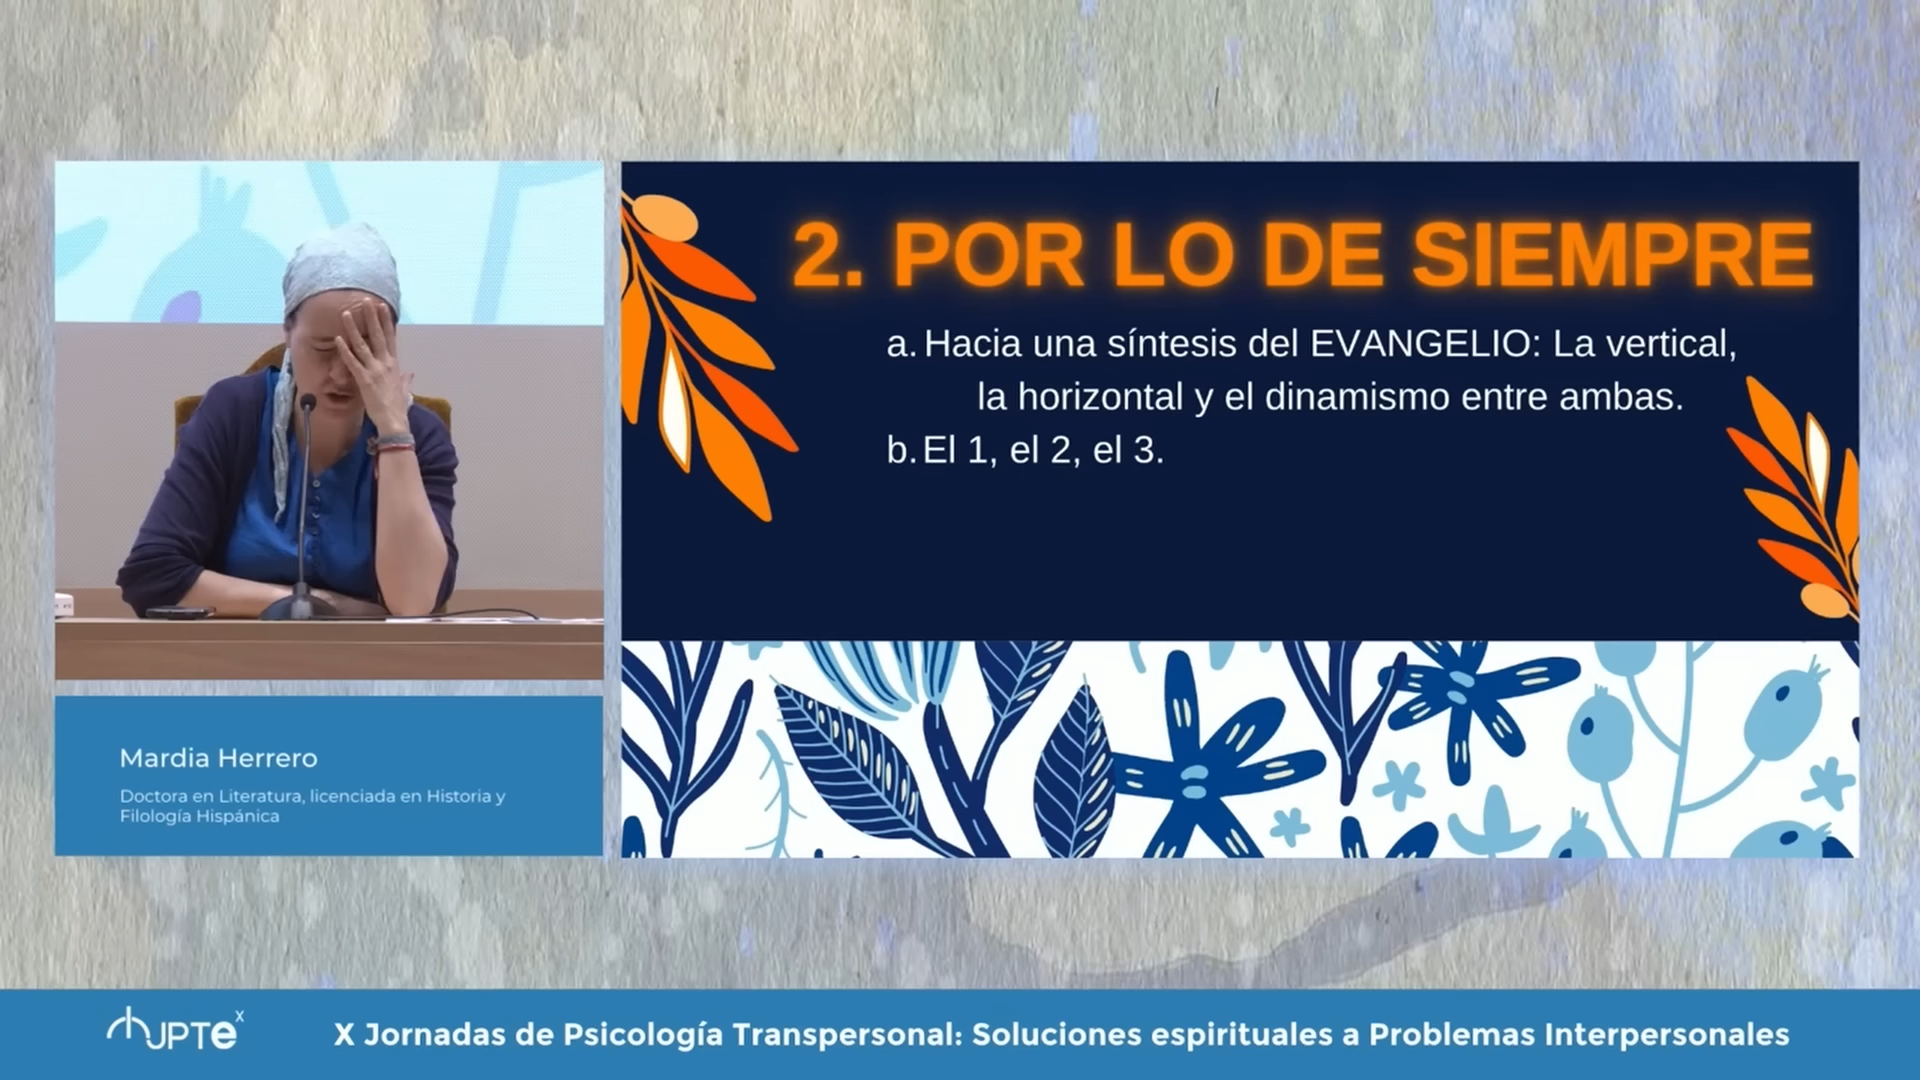 2. POR LO DE SIEMPRE
a. Hacia una síntesis del EVANGELIO: La vertical,
la horizontal y el dinamismo entre ambas.
b. El 1, el 2, el 3.
Mardia Herrero
Doctora en Literatura, licenciada en Historia y
Filología Hispánica
JPTe x
X Jornadas de Psicología Transpersonal: Soluciones espirituales a Problemas Interpersonales